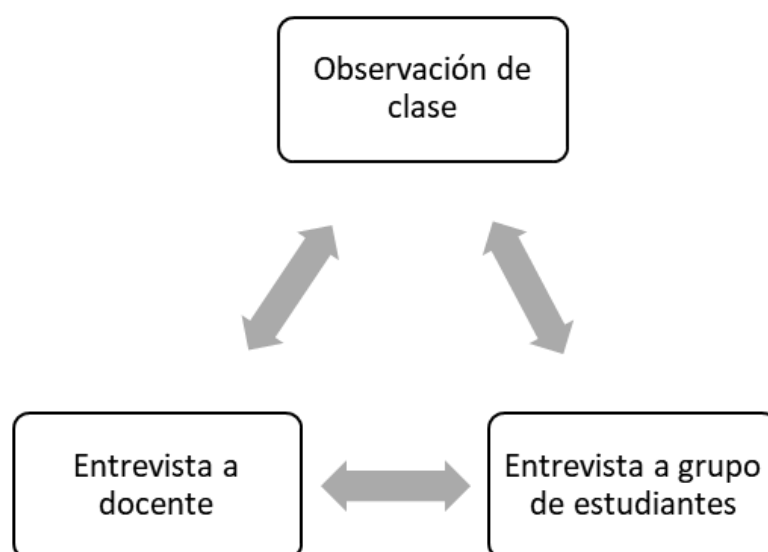 Observación de
clase
Entrevista a
docente
Entrevista a grupo
de estudiantes